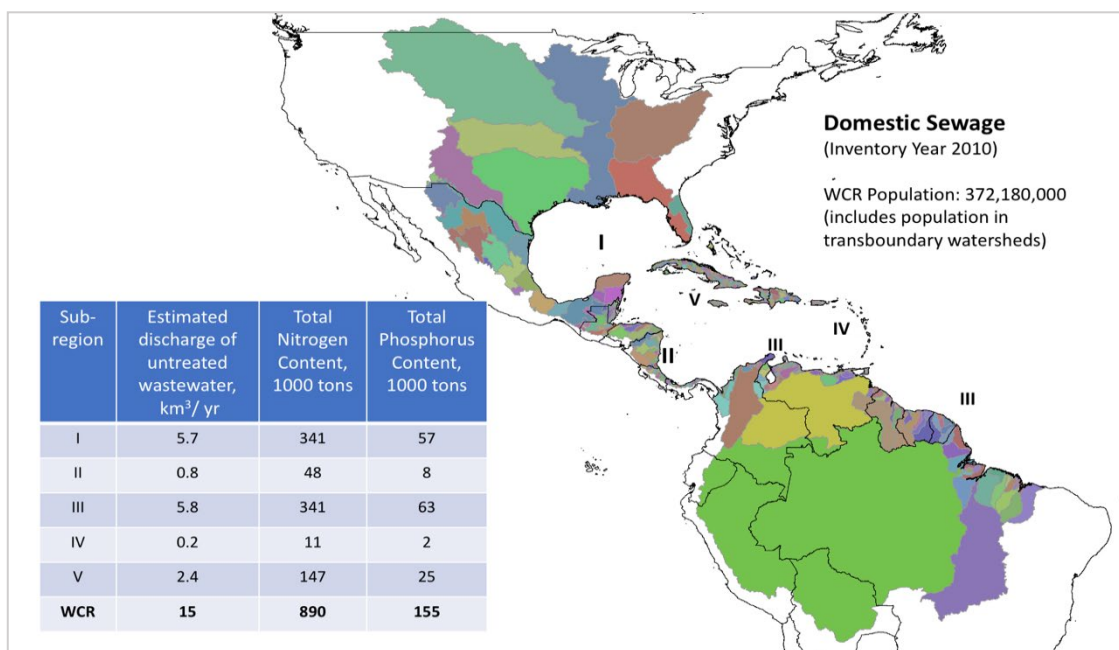 Domestic Sewage
(Inventory Year 2010)
WCR Population: 372,180,000
(includes population in
transboundary watersheds)
I
V
IV
II
III
III
Sub-
region
Estimated
discharge of
untreated
wastewater,
km³/ yr
Total
Nitrogen
Content,
1000 tons
Total
Phosphorus
Content,
1000 tons
I 5.7 341 57
II 0.8 48 8
III 5.8 341 63
IV 0.2 11 2
V 2.4 147 25
WCR 15 890 155